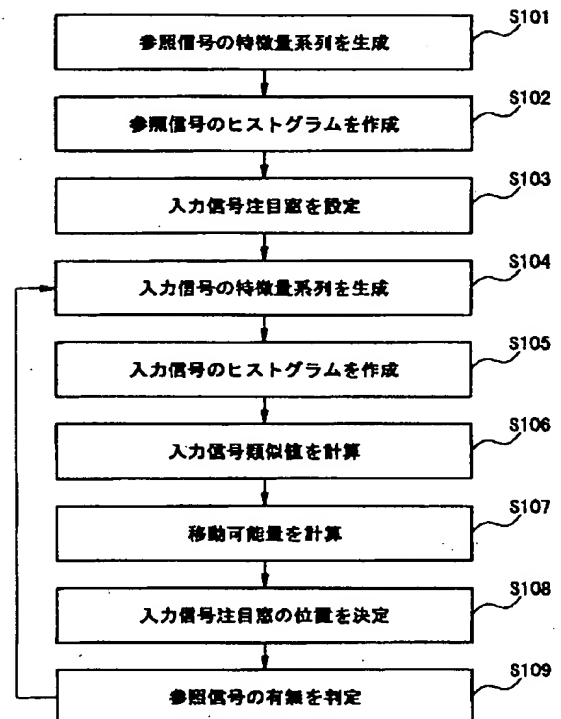 S101
参照信号の特徴量系列を生成
S102
参照信号のヒストグラムを作成
S103
入力信号注目窓を設定
S104
入力信号の特徴量系列を生成
S105
入力信号のヒストグラムを作成
S106
入力信号類似値を計算
S107
移動可能量を計算
S108
入力信号注目窓の位置を決定
S109
参照信号の有無を判定